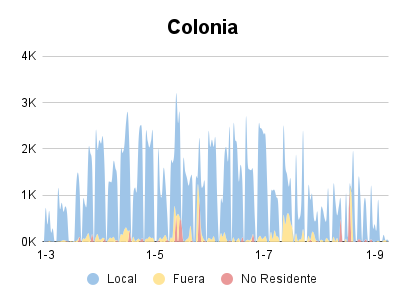 Colonia
4K
3K
2K
1K
0K
1-3 1-5 1-7 1-9
Local Fuera No Residente